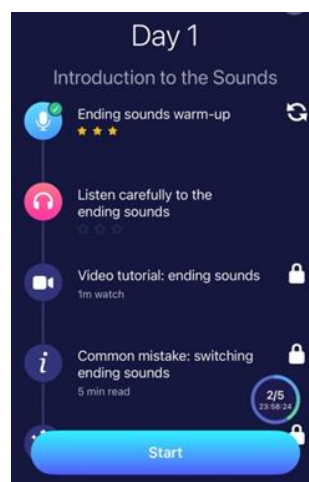 Day 1
Introduction to the Sounds
Ending sounds warm-up
Listen carefully to the
ending sounds
Video tutorial: ending sounds
1m watch
Common mistake: switching
ending sounds
5 min read
2/5
23:58:24
Start